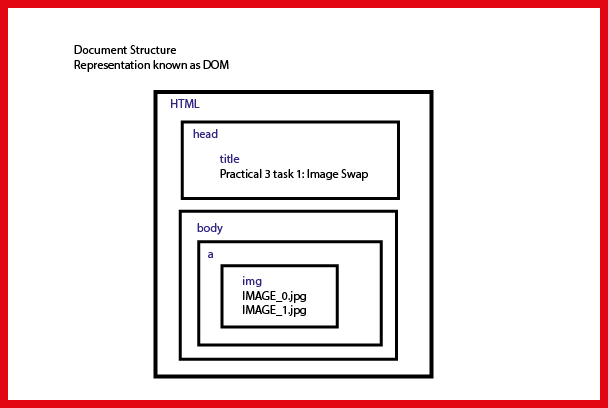 Document Structure
Representation known as DOM
HTML
head
title
Practical 3 task 1: Image Swap
body
a
img
IMAGE_0.jpg
IMAGE_1.jpg